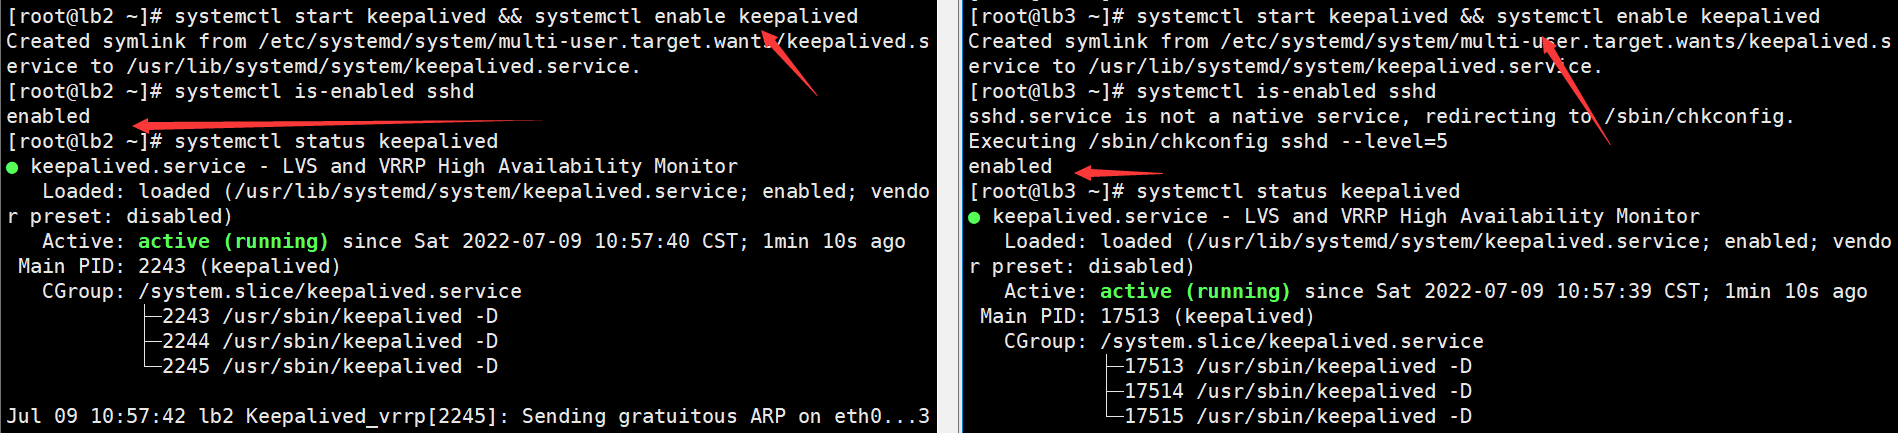 [root@lb2 ~]# systemctl start keepalived && systemctl enable keepalived
Created symlink from /etc/systemd/system/multi-user.target.wants/keepalived.s
ervice to /usr/lib/systemd/system/keepalived.service.
[root@lb2 ~]# systemctl is-enabled sshd
enabled
[root@lb2 ~]# systemctl status keepalived
● keepalived.service - LVS and VRRP High Availability Monitor
   Loaded: loaded (/usr/lib/systemd/system/keepalived.service; enabled; vendo
r preset: disabled)
   Active: active (running) since Sat 2022-07-09 10:57:40 CST; 1min 10s ago
 Main PID: 2243 (keepalived)
   CGroup: /system.slice/keepalived.service
           ├─2243 /usr/sbin/keepalived -D
           ├─2244 /usr/sbin/keepalived -D
           └─2245 /usr/sbin/keepalived -D
Jul 09 10:57:42 lb2 Keepalived_vrrp[2245]: Sending gratuitous ARP on eth0...3
[root@lb3 ~]# systemctl start keepalived && systemctl enable keepalived
Created symlink from /etc/systemd/system/multi-user.target.wants/keepalived.s
ervice to /usr/lib/systemd/system/keepalived.service.
[root@lb3 ~]# systemctl is-enabled sshd
sshd.service is not a native service, redirecting to /sbin/chkconfig.
Executing /sbin/chkconfig sshd --level=5
enabled
[root@lb3 ~]# systemctl status keepalived
● keepalived.service - LVS and VRRP High Availability Monitor
   Loaded: loaded (/usr/lib/systemd/system/keepalived.service; enabled; vendo
r preset: disabled)
   Active: active (running) since Sat 2022-07-09 10:57:39 CST; 1min 10s ago
 Main PID: 17513 (keepalived)
   CGroup: /system.slice/keepalived.service
           ├─17513 /usr/sbin/keepalived -D
           ├─17514 /usr/sbin/keepalived -D
           └─17515 /usr/sbin/keepalived -D